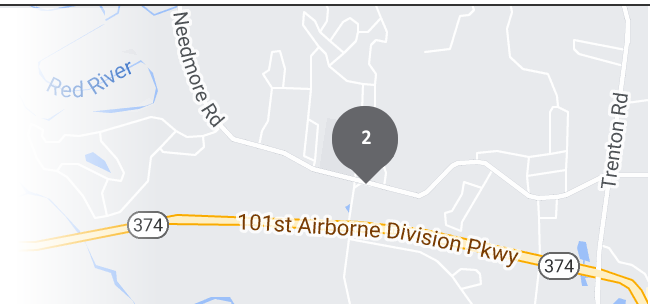 Needmore Rd
Red River
2
Trenton Rd
374
101st Airborne Division Pkwy
374